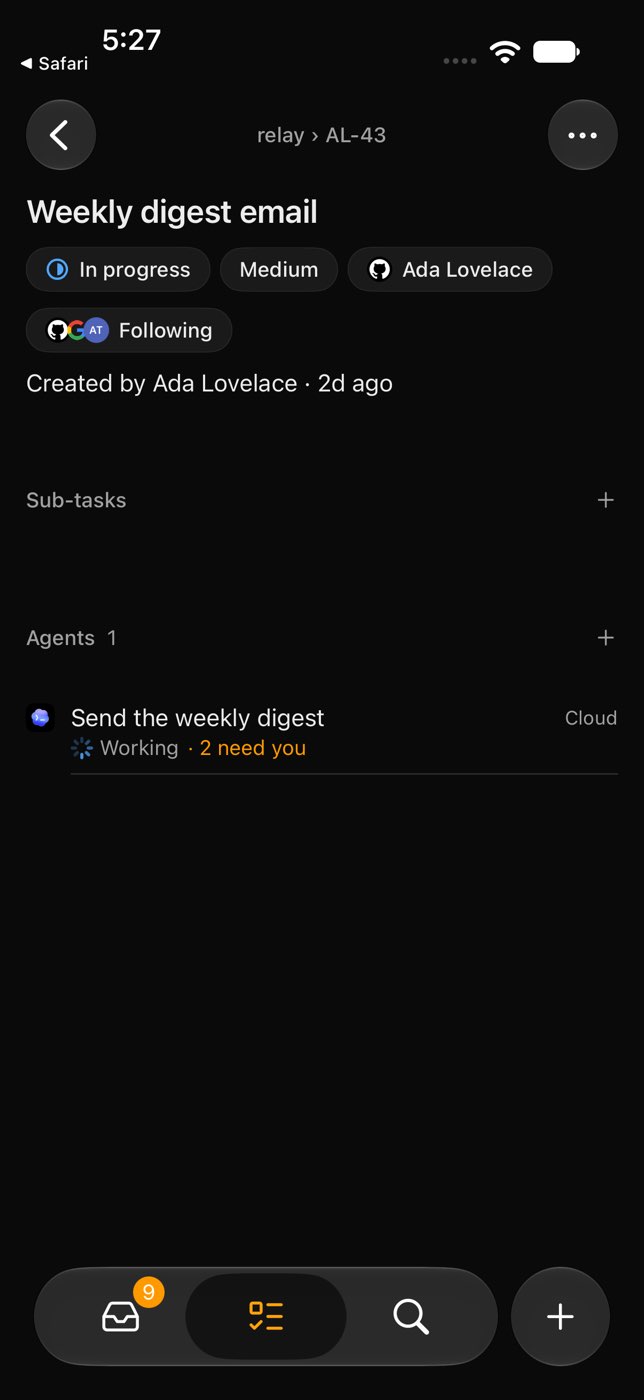 5:27
◀ Safari
relay › AL-43
Weekly digest email
In progress
Medium
Ada Lovelace
AT
Following
Created by Ada Lovelace · 2d ago
Sub-tasks
Agents 1
Send the weekly digest
Cloud
Working · 2 need you
9